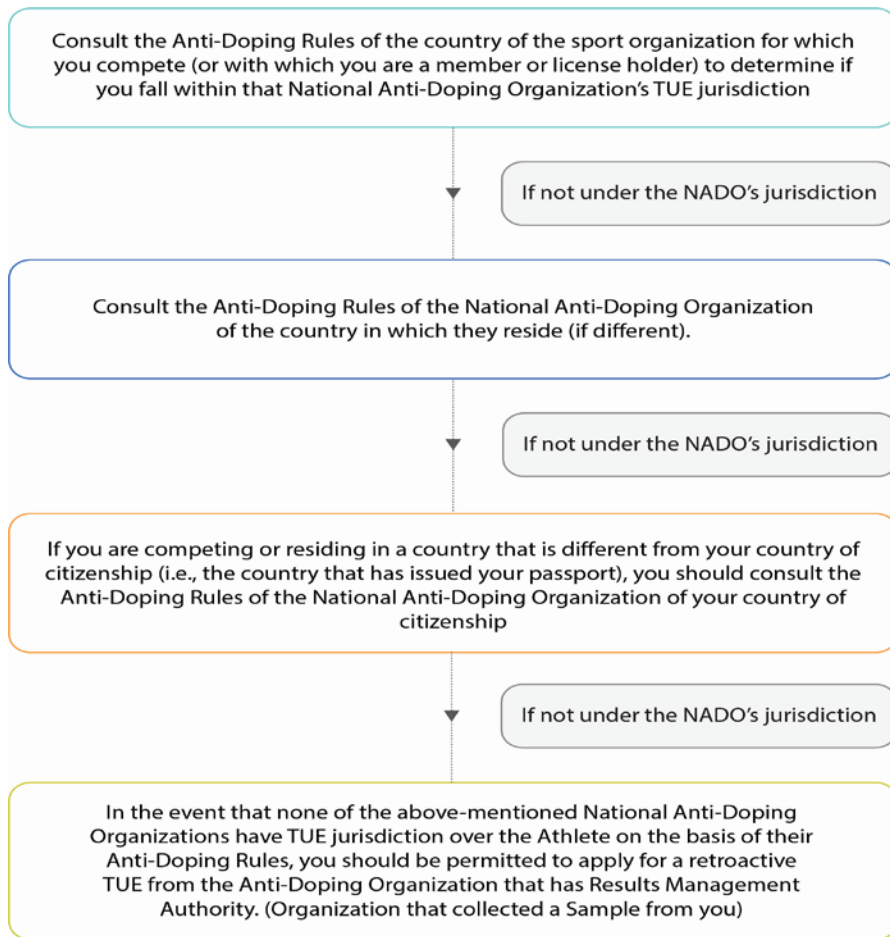 Consult the Anti-Doping Rules of the country of the sport organization for which
you compete (or with which you are a member or license holder) to determine if
you fall within that National Anti-Doping Organization's TUE jurisdiction
If not under the NADO's jurisdiction
Consult the Anti-Doping Rules of the National Anti-Doping Organization
of the country in which they reside (if different).
If not under the NADO's jurisdiction
If you are competing or residing in a country that is different from your country of
citizenship (i.e., the country that has issued your passport), you should consult the
Anti-Doping Rules of the National Anti-Doping Organization of your country of
citizenship
If not under the NADO's jurisdiction
In the event that none of the above-mentioned National Anti-Doping
Organizations have TUE jurisdiction over the Athlete on the basis of their
Anti-Doping Rules, you should be permitted to apply for a retroactive
TUE from the Anti-Doping Organization that has Results Management
Authority. (Organization that collected a Sample from you)